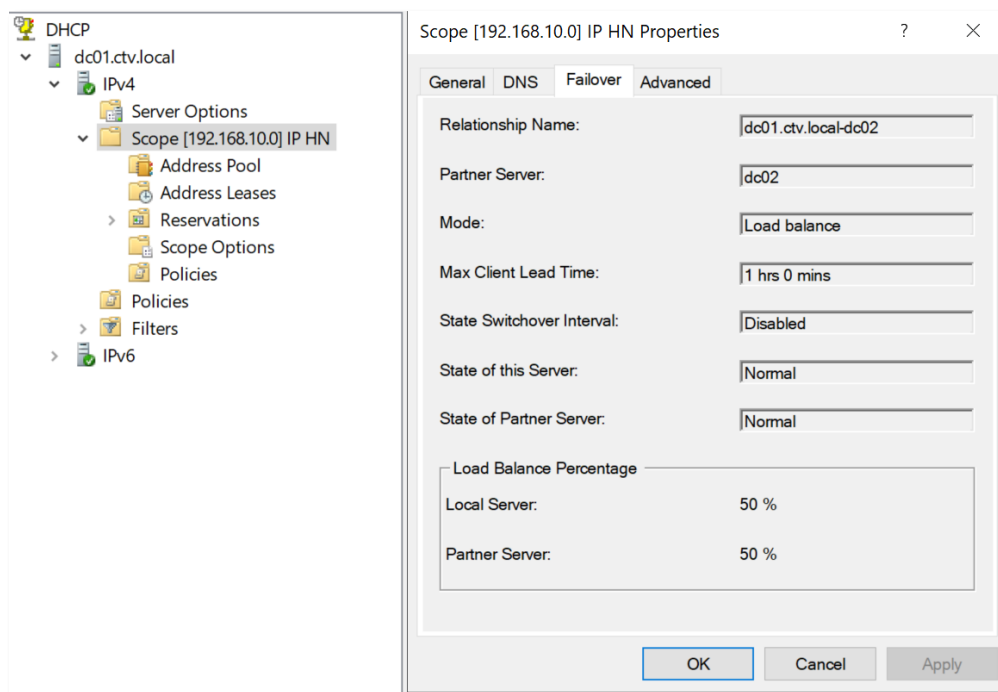 DHCP
dc01.ctv.local
IPv4
Server Options
Scope [192.168.10.0] IP HN
Address Pool
Address Leases
Reservations
Scope Options
Policies
Policies
Filters
IPv6
Scope [192.168.10.0] IP HN Properties ?
General DNS Failover Advanced
Relationship Name: dc01.ctv.local-dc02
Partner Server: dc02
Mode: Load balance
Max Client Lead Time: 1 hrs 0 mins
State Switchover Interval: Disabled
State of this Server: Normal
State of Partner Server: Normal
Load Balance Percentage
Local Server: 50 %
Partner Server: 50 %
OK Cancel Apply